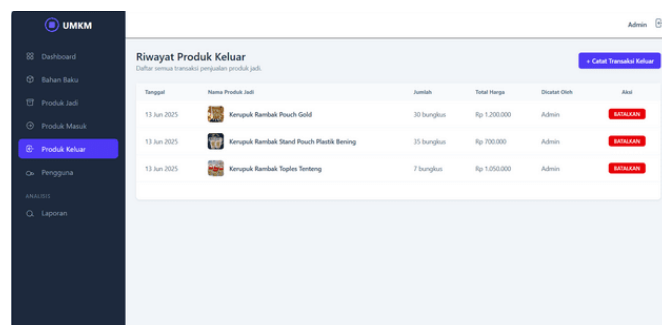 UMKM
Admin
Dashboard
Bahan Baku
Produk Jadi
Produk Masuk
Produk Keluar
Pengguna
ANALISIS
Laporan
Riwayat Produk Keluar
Daftar semua transaksi penjualan produk jadi.
+ Catat Transaksi Keluar
Tanggal Nama Produk Jadi Jumlah Total Harga Dicatat Oleh Aksi
13 Jun 2025 Kerupuk Rambak Pouch Gold 30 bungkus Rp 1.200.000 Admin BATALKAN
13 Jun 2025 Kerupuk Rambak Stand Pouch Plastik Bening 35 bungkus Rp 700.000 Admin BATALKAN
13 Jun 2025 Kerupuk Rambak Toples Tenteng 7 bungkus Rp 1.050.000 Admin BATALKAN